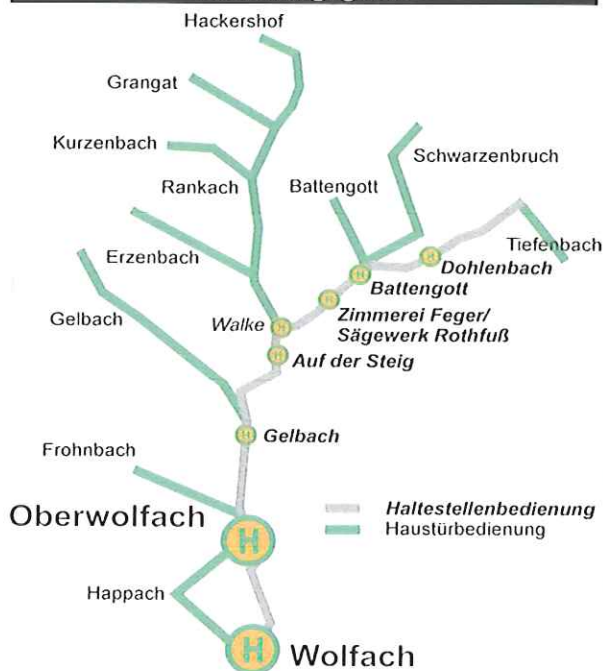 Hackershof
Grangat
Kurzenbach
Schwarzenbruch
Rankach
Battengott
Erzenbach
Tiefenbach
Dohlenbach
Battengott
Gelbach
Walke
Zimmerei Feger/
Sägewerk Rothfuß
Auf der Steig
Gelbach
Frohnbach
Haltestellenbedienung
Oberwolfach
Haustürbedienung
Happach
Wolfach
H
H
H
H
H
H
H
H